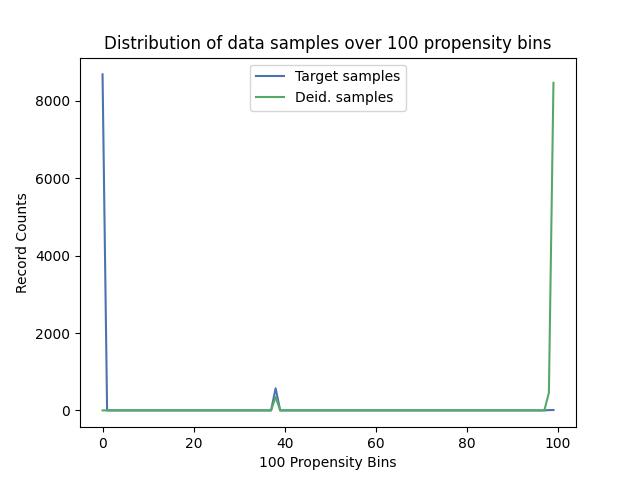 Distribution of data samples over 100 propensity bins
Target samples
Deid. samples
8000
6000
4000
2000
0
Record Counts
0 20 40 60 80 100
100 Propensity Bins